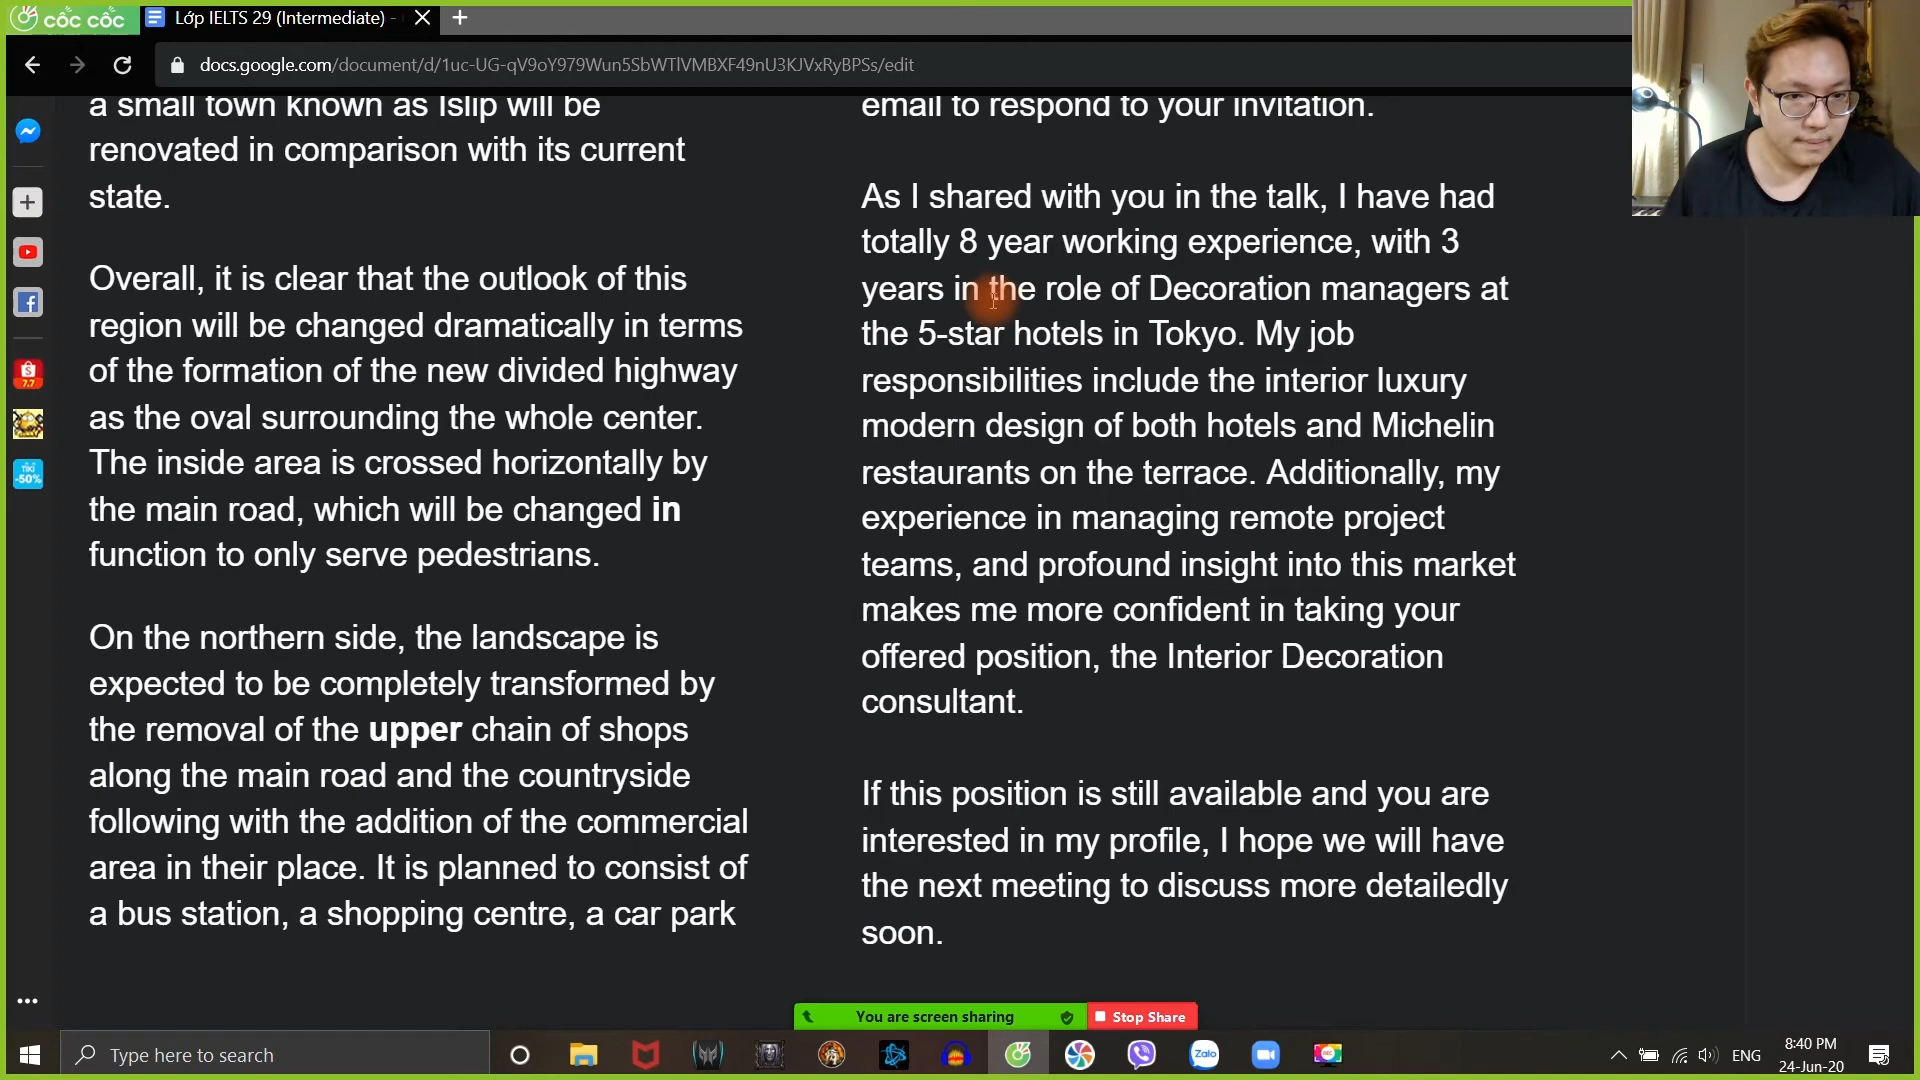 cốc cốc
Lớp IELTS 29 (Intermediate) -
docs.google.com/document/d/1uc-UG-qV9oY979Wun5SbWTlVMBXF49nU3KJVxRyBPSs/edit
a small town known as Islip will be
renovated in comparison with its current
state.
Overall, it is clear that the outlook of this
region will be changed dramatically in terms
of the formation of the new divided highway
as the oval surrounding the whole center.
The inside area is crossed horizontally by
the main road, which will be changed in
function to only serve pedestrians.
On the northern side, the landscape is
expected to be completely transformed by
the removal of the upper chain of shops
along the main road and the countryside
following with the addition of the commercial
area in their place. It is planned to consist of
a bus station, a shopping centre, a car park
email to respond to your invitation.
As I shared with you in the talk, I have had
totally 8 year working experience, with 3
years in the role of Decoration managers at
the 5-star hotels in Tokyo. My job
responsibilities include the interior luxury
modern design of both hotels and Michelin
restaurants on the terrace. Additionally, my
experience in managing remote project
teams, and profound insight into this market
makes me more confident in taking your
offered position, the Interior Decoration
consultant.
If this position is still available and you are
interested in my profile, I hope we will have
the next meeting to discuss more detailedly
soon.
7.7
TIKI
-50%
You are screen sharing
Stop Share
Type here to search
Zalo
ENG
8:40 PM
24-Jun-20